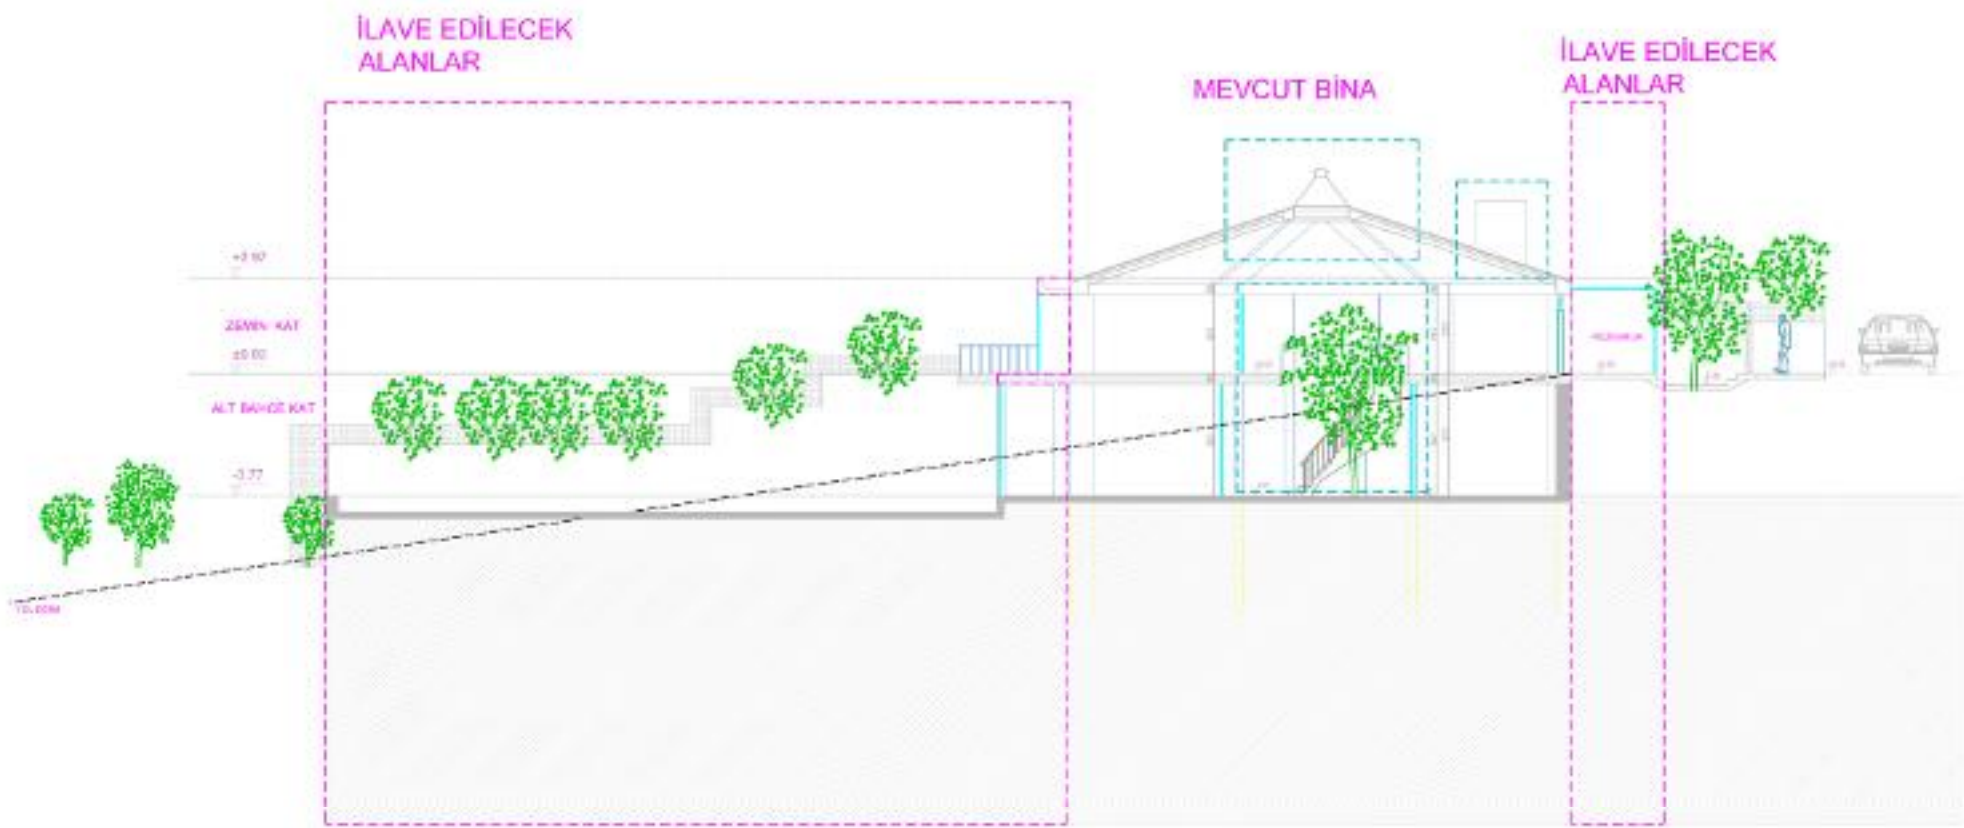 İLAVE EDİLECEK
ALANLAR
MEVCUT BİNA
İLAVE EDİLECEK
ALANLAR
ZEMİN KAT
±0.00
ALT BAHÇE KAT
-3.77